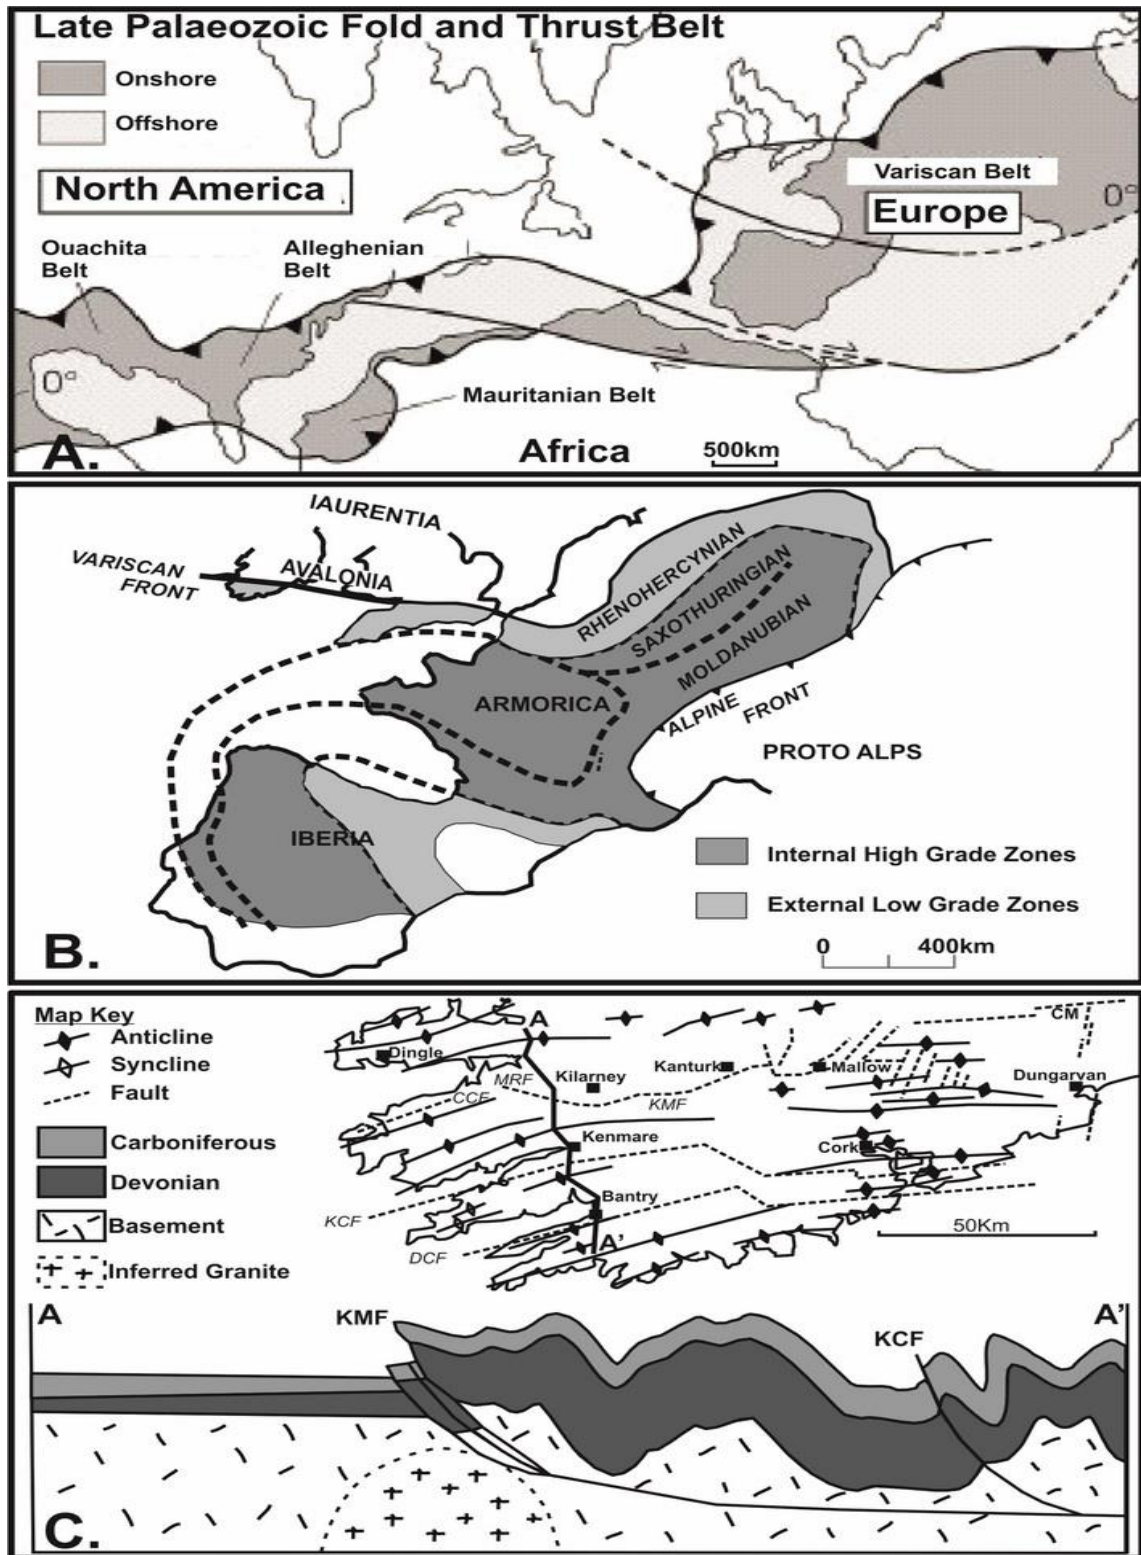 Late Palaeozoic Fold and Thrust Belt
Onshore
Offshore
North America
Variscan Belt
Europe
0°
Ouachita
Belt
Alleghenian
Belt
0°
Mauritanian Belt
Africa
500km
A.
IAURENTIA
VARISCAN
FRONT
AVALONIA
RHENOHERCYNIAN
SAXOTHURINGIAN
MOLDANUBIAN
ARMORICA
ALPINE
FRONT
PROTO ALPS
IBERIA
Internal High Grade Zones
External Low Grade Zones
0
400km
B.
Map Key
Anticline
Syncline
Fault
Carboniferous
Devonian
Basement
Inferred Granite
A
CM
Dingle
Kanturk
Mallow
Dungarvan
MRF
Kilarney
CCF
KMF
Kenmare
Cork
Bantry
KCF
DCF
A'
50Km
A
KMF
KCF
A'
C.